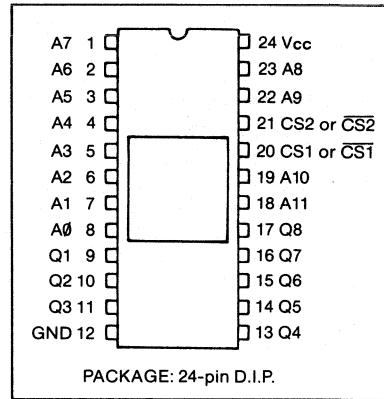 A7 1 24 Vcc
A6 2 23 A8
A5 3 22 A9
A4 4 21 CS2 or C̅S̅2̅
A3 5 20 CS1 or C̅S̅1̅
A2 6 19 A10
A1 7 18 A11
AØ 8 17 Q8
Q1 9 16 Q7
Q2 10 15 Q6
Q3 11 14 Q5
GND 12 13 Q4
PACKAGE: 24-pin D.I.P.